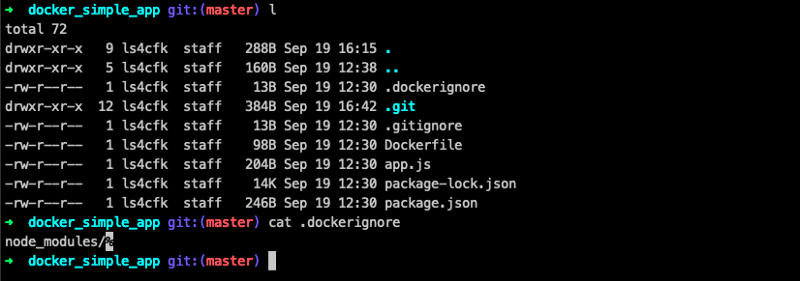 ➜ docker_simple_app git:(master) l
total 72
drwxr-xr-x 9 ls4cfk staff 288B Sep 19 16:15 .
drwxr-xr-x 5 ls4cfk staff 160B Sep 19 12:38 ..
-rw-r--r-- 1 ls4cfk staff 13B Sep 19 12:30 .dockerignore
drwxr-xr-x 12 ls4cfk staff 384B Sep 19 16:42 .git
-rw-r--r-- 1 ls4cfk staff 13B Sep 19 12:30 .gitignore
-rw-r--r-- 1 ls4cfk staff 98B Sep 19 12:30 Dockerfile
-rw-r--r-- 1 ls4cfk staff 204B Sep 19 12:30 app.js
-rw-r--r-- 1 ls4cfk staff 14K Sep 19 12:30 package-lock.json
-rw-r--r-- 1 ls4cfk staff 246B Sep 19 12:30 package.json
➜ docker_simple_app git:(master) cat .dockerignore
node_modules/%
➜ docker_simple_app git:(master)